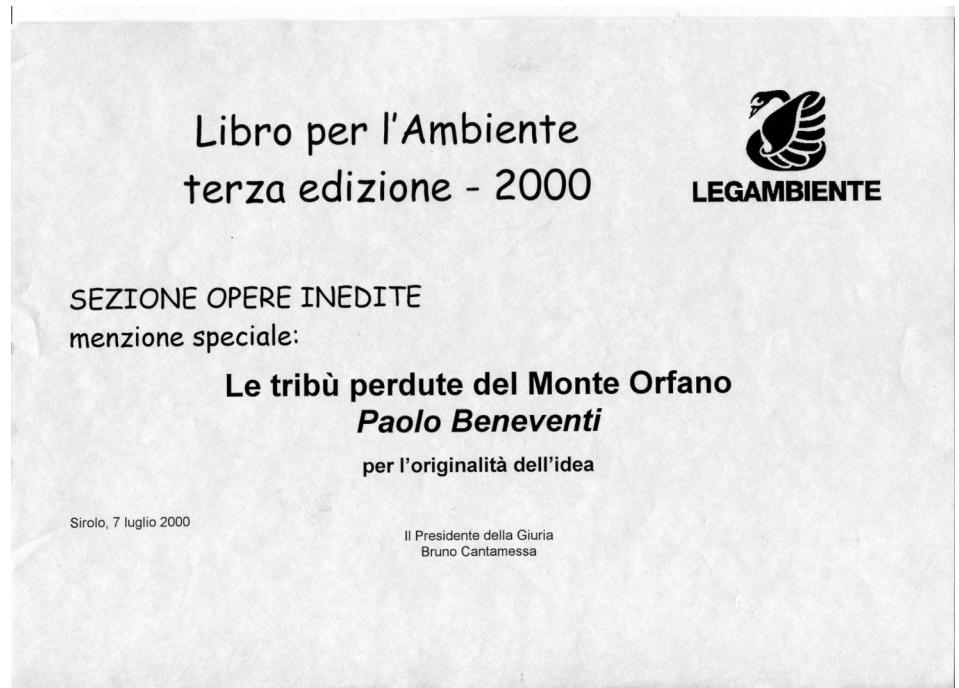 Libro per l'Ambiente
terza edizione - 2000
LEGAMBIENTE
SEZIONE OPERE INEDITE
menzione speciale:
Le tribù perdute del Monte Orfano
Paolo Beneventi
per l'originalità dell'idea
Sirolo, 7 luglio 2000
Il Presidente della Giuria
Bruno Cantamessa